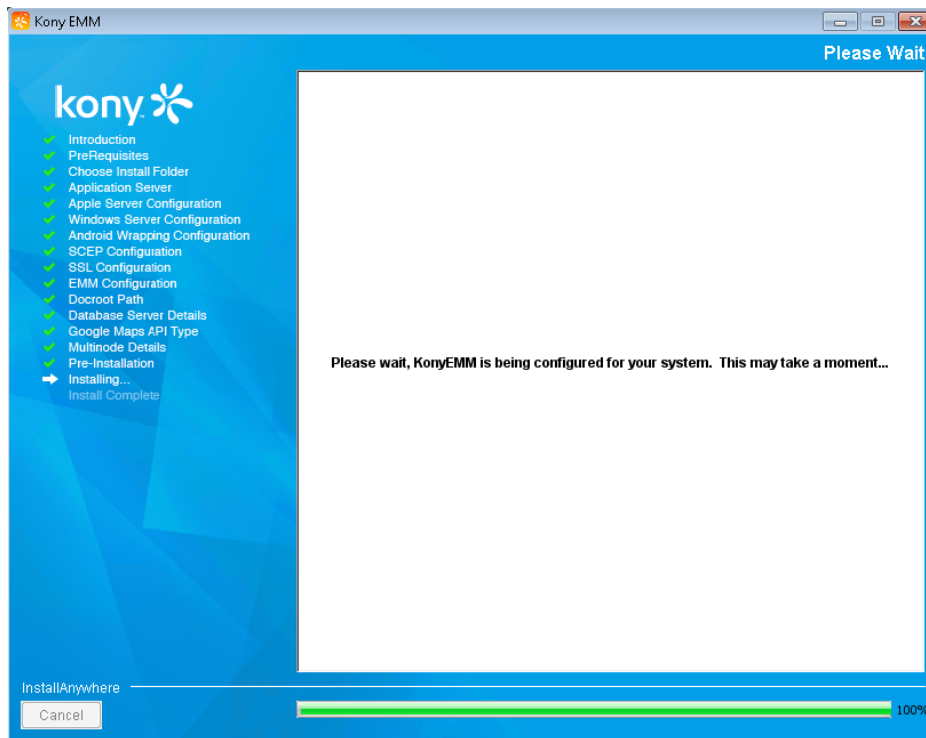 Kony EMM
Please Wait
kony
Introduction
PreRequisites
Choose Install Folder
Application Server
Apple Server Configuration
Windows Server Configuration
Android Wrapping Configuration
SCEP Configuration
SSL Configuration
EMM Configuration
Docroot Path
Database Server Details
Google Maps API Type
Multinode Details
Pre-Installation
Installing...
Install Complete
Please wait, KonyEMM is being configured for your system. This may take a moment...
InstallAnywhere
Cancel
100%